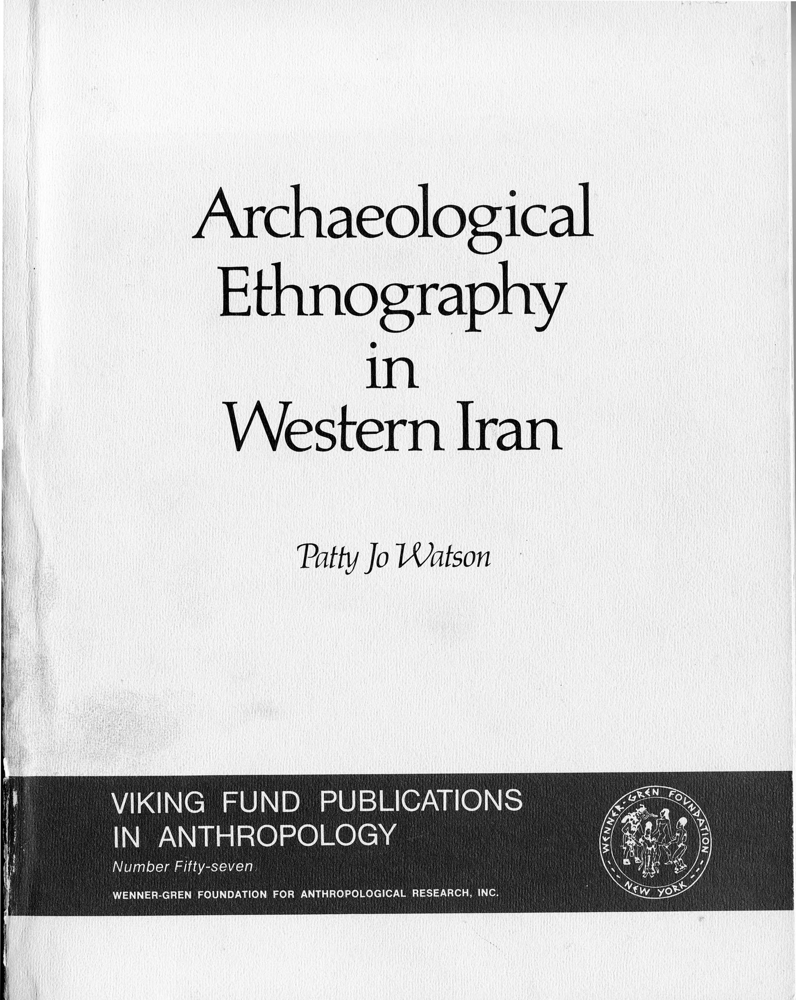 Archaeological
Ethnography
in
Western Iran
Patty Jo Watson
VIKING FUND PUBLICATIONS
IN ANTHROPOLOGY
Number Fifty-seven
WENNER-GREN FOUNDATION FOR ANTHROPOLOGICAL RESEARCH, INC.
WENNER-GREN FOVNDATION
NEW YORK